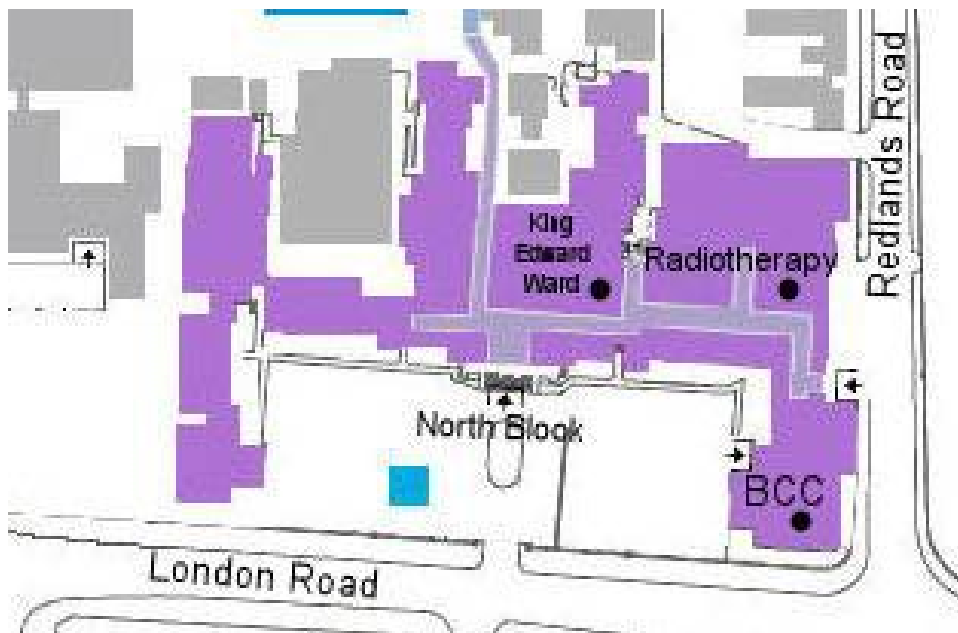 King
Edward
Ward
Radiotherapy
Redlands Road
North Block
BCC
London Road